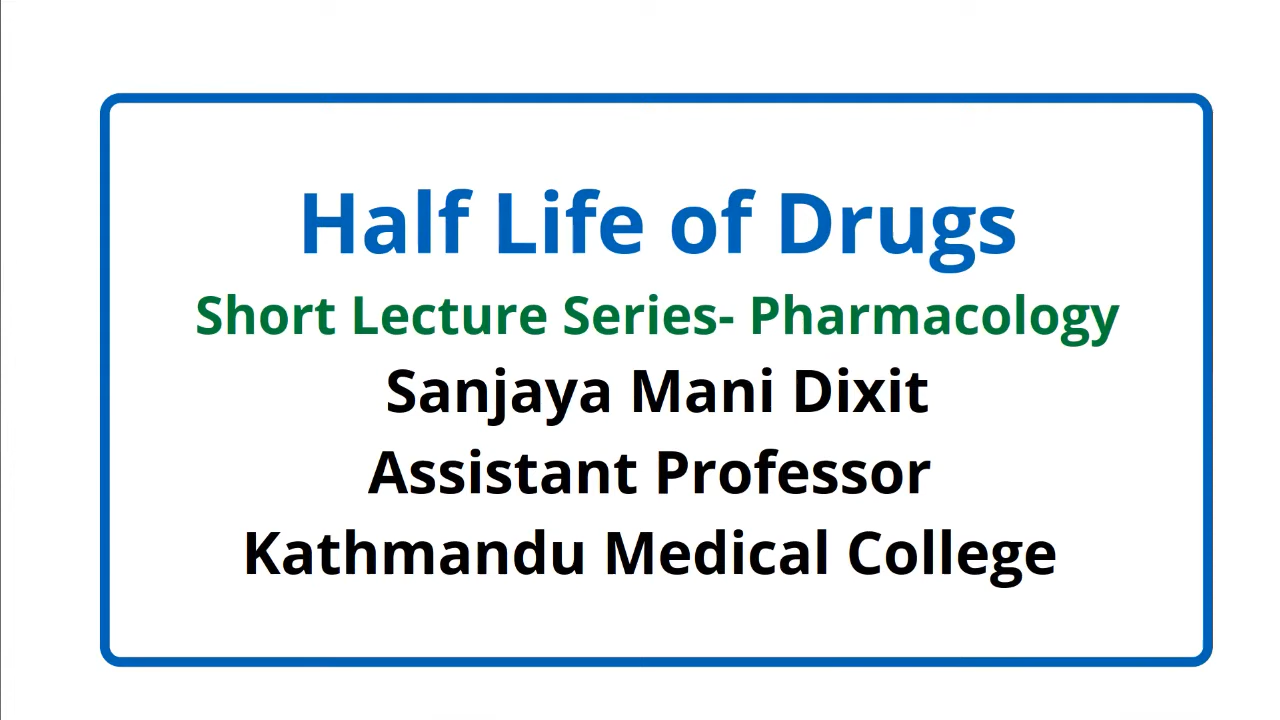 Half Life of Drugs
Short Lecture Series- Pharmacology
Sanjaya Mani Dixit
Assistant Professor
Kathmandu Medical College